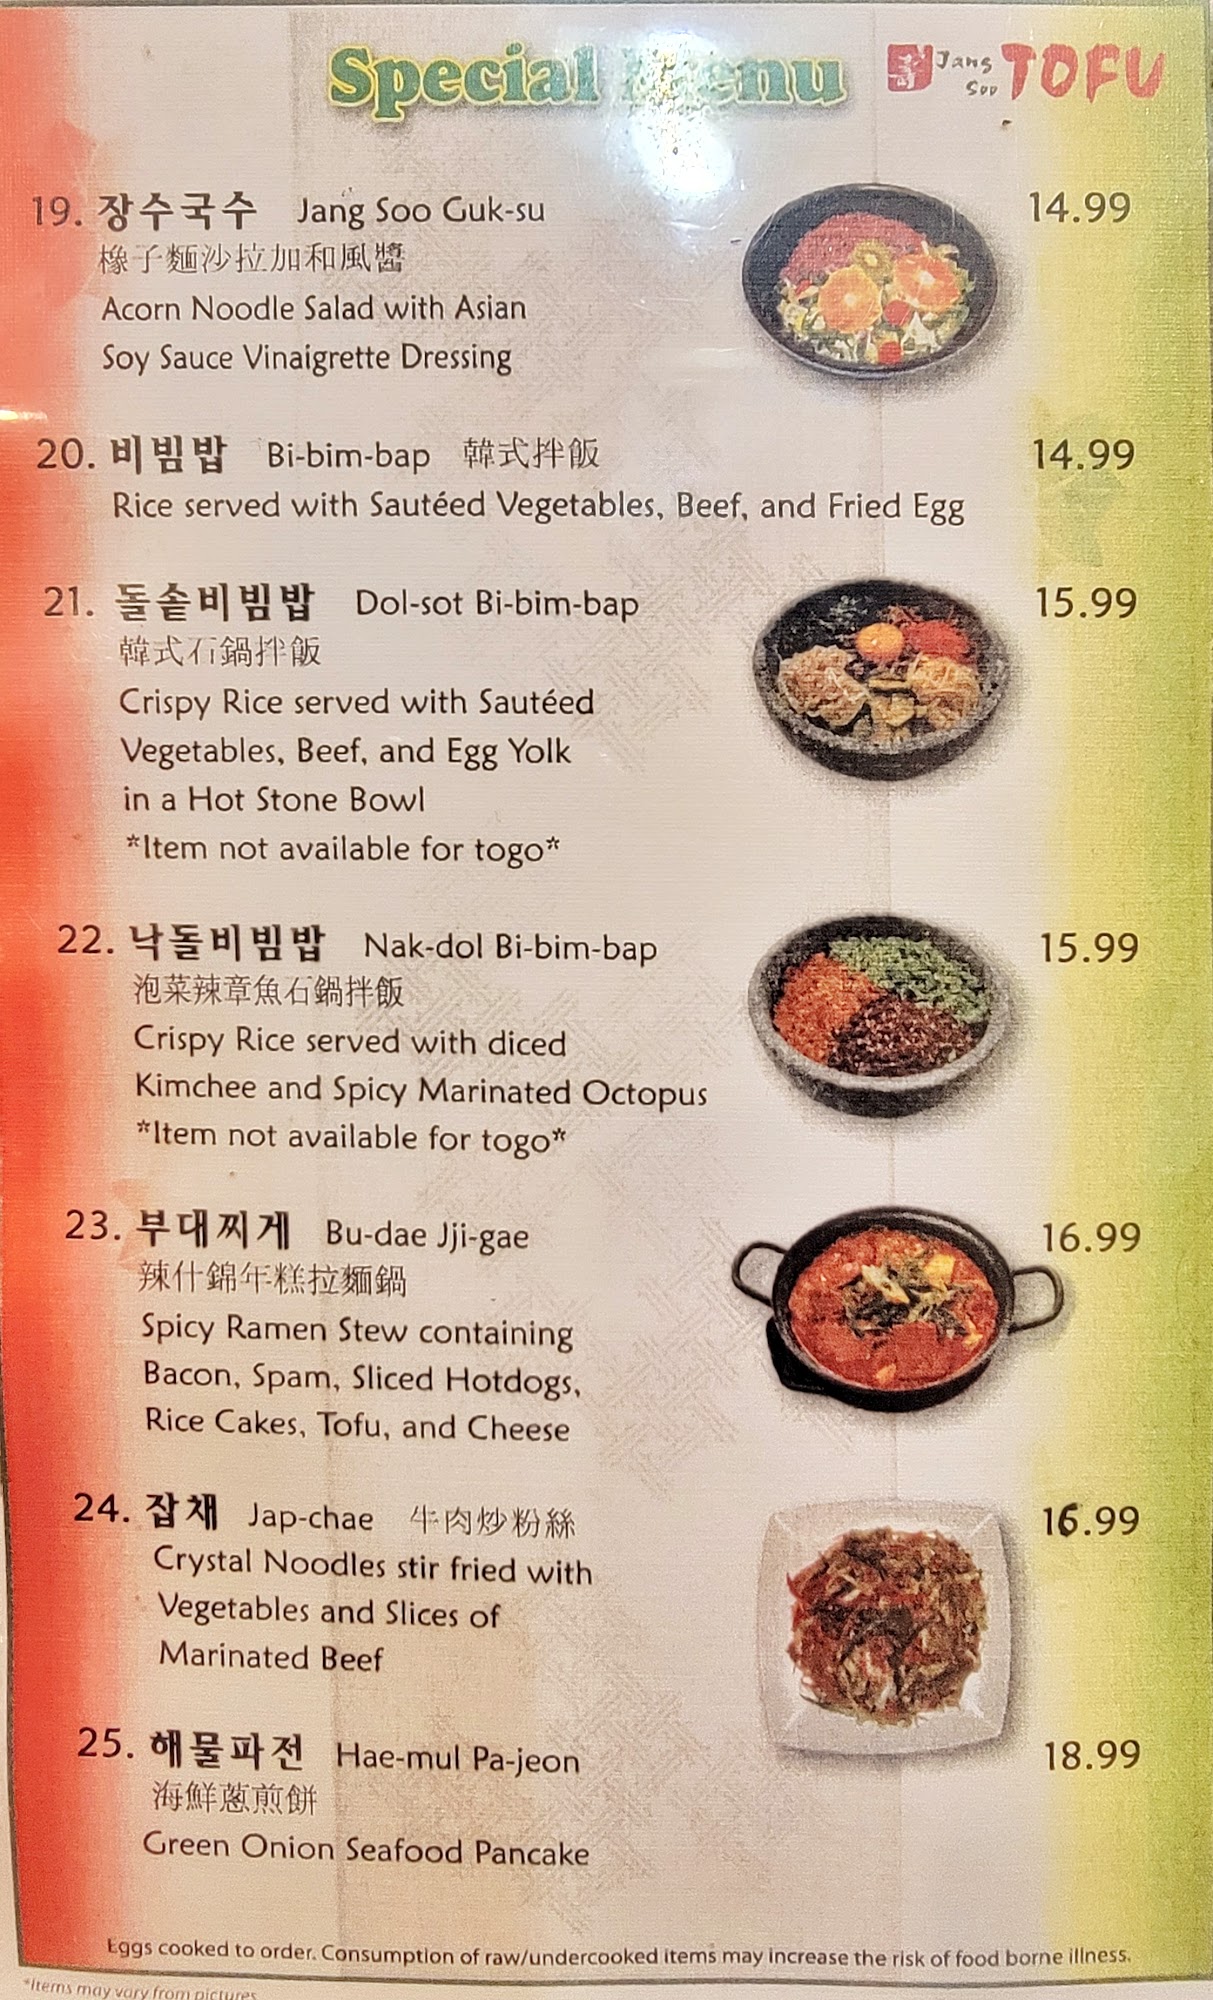 Special Menu
壽 Jang Soo TOFU
19. 장수국수 Jang Soo Guk-su 14.99
橡子麵沙拉加和風醬
Acorn Noodle Salad with Asian
Soy Sauce Vinaigrette Dressing
20. 비빔밥 Bi-bim-bap 韓式拌飯 14.99
Rice served with Sautéed Vegetables, Beef, and Fried Egg
21. 돌솥비빔밥 Dol-sot Bi-bim-bap 15.99
韓式石鍋拌飯
Crispy Rice served with Sautéed
Vegetables, Beef, and Egg Yolk
in a Hot Stone Bowl
*Item not available for togo*
22. 낙돌비빔밥 Nak-dol Bi-bim-bap 15.99
泡菜辣章魚石鍋拌飯
Crispy Rice served with diced
Kimchee and Spicy Marinated Octopus
*Item not available for togo*
23. 부대찌게 Bu-dae Jji-gae 16.99
辣什錦年糕拉麵鍋
Spicy Ramen Stew containing
Bacon, Spam, Sliced Hotdogs,
Rice Cakes, Tofu, and Cheese
24. 잡채 Jap-chae 牛肉炒粉絲 16.99
Crystal Noodles stir fried with
Vegetables and Slices of
Marinated Beef
25. 해물파전 Hae-mul Pa-jeon 18.99
海鮮蔥煎餅
Green Onion Seafood Pancake
Eggs cooked to order. Consumption of raw/undercooked items may increase the risk of food borne illness.
*Items may vary from pictures